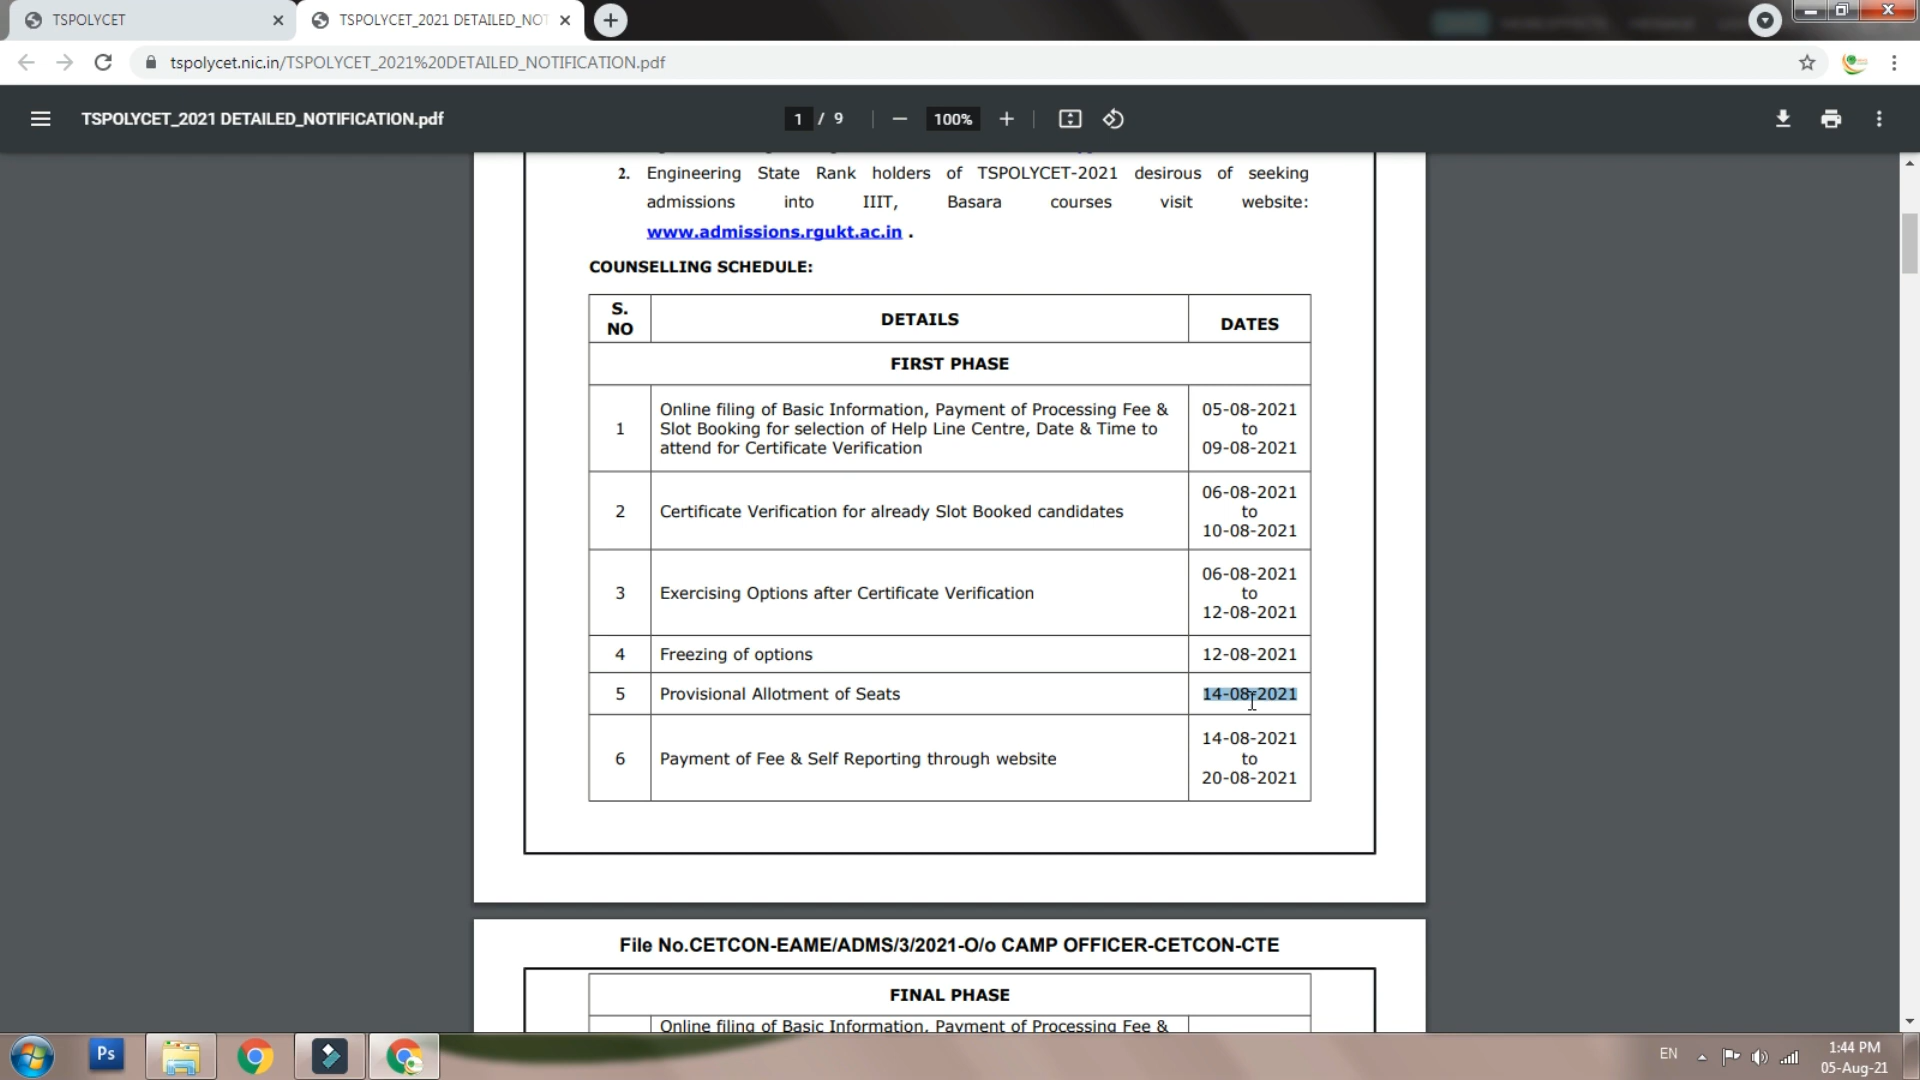 TSPOLYCET
TSPOLYCET_2021 DETAILED_NOT
tspolycet.nic.in/TSPOLYCET_2021%20DETAILED_NOTIFICATION.pdf
TSPOLYCET_2021 DETAILED_NOTIFICATION.pdf
1 / 9
100%
2. Engineering State Rank holders of TSPOLYCET-2021 desirous of seeking
admissions into IIIT, Basara courses visit website:
www.admissions.rgukt.ac.in .
COUNSELLING SCHEDULE:
S. NO
DETAILS
DATES
FIRST PHASE
1
Online filing of Basic Information, Payment of Processing Fee &
Slot Booking for selection of Help Line Centre, Date & Time to
attend for Certificate Verification
05-08-2021
to
09-08-2021
2
Certificate Verification for already Slot Booked candidates
06-08-2021
to
10-08-2021
3
Exercising Options after Certificate Verification
06-08-2021
to
12-08-2021
4
Freezing of options
12-08-2021
5
Provisional Allotment of Seats
14-08-2021
6
Payment of Fee & Self Reporting through website
14-08-2021
to
20-08-2021
File No.CETCON-EAME/ADMS/3/2021-O/o CAMP OFFICER-CETCON-CTE
FINAL PHASE
Online filing of Basic Information, Payment of Processing Fee &
Ps
EN
1:44 PM
05-Aug-21